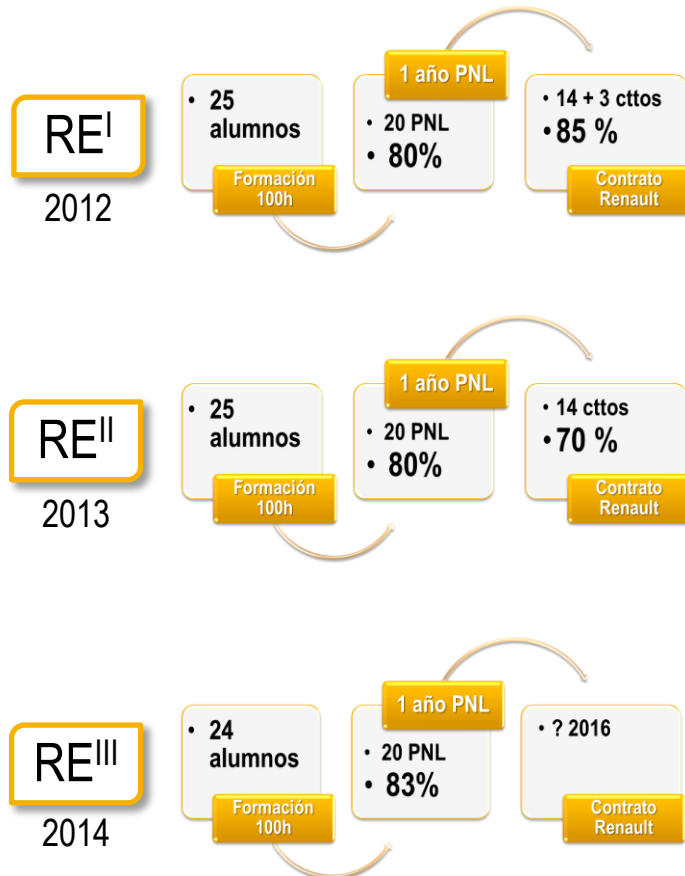 RE^I
2012
• 25
alumnos
Formación
100h
1 año PNL
• 20 PNL
• 80%
• 14 + 3 cttos
• 85 %
Contrato
Renault
RE^II
2013
• 25
alumnos
Formación
100h
1 año PNL
• 20 PNL
• 80%
• 14 cttos
• 70 %
Contrato
Renault
RE^III
2014
• 24
alumnos
Formación
100h
1 año PNL
• 20 PNL
• 83%
• ? 2016
Contrato
Renault